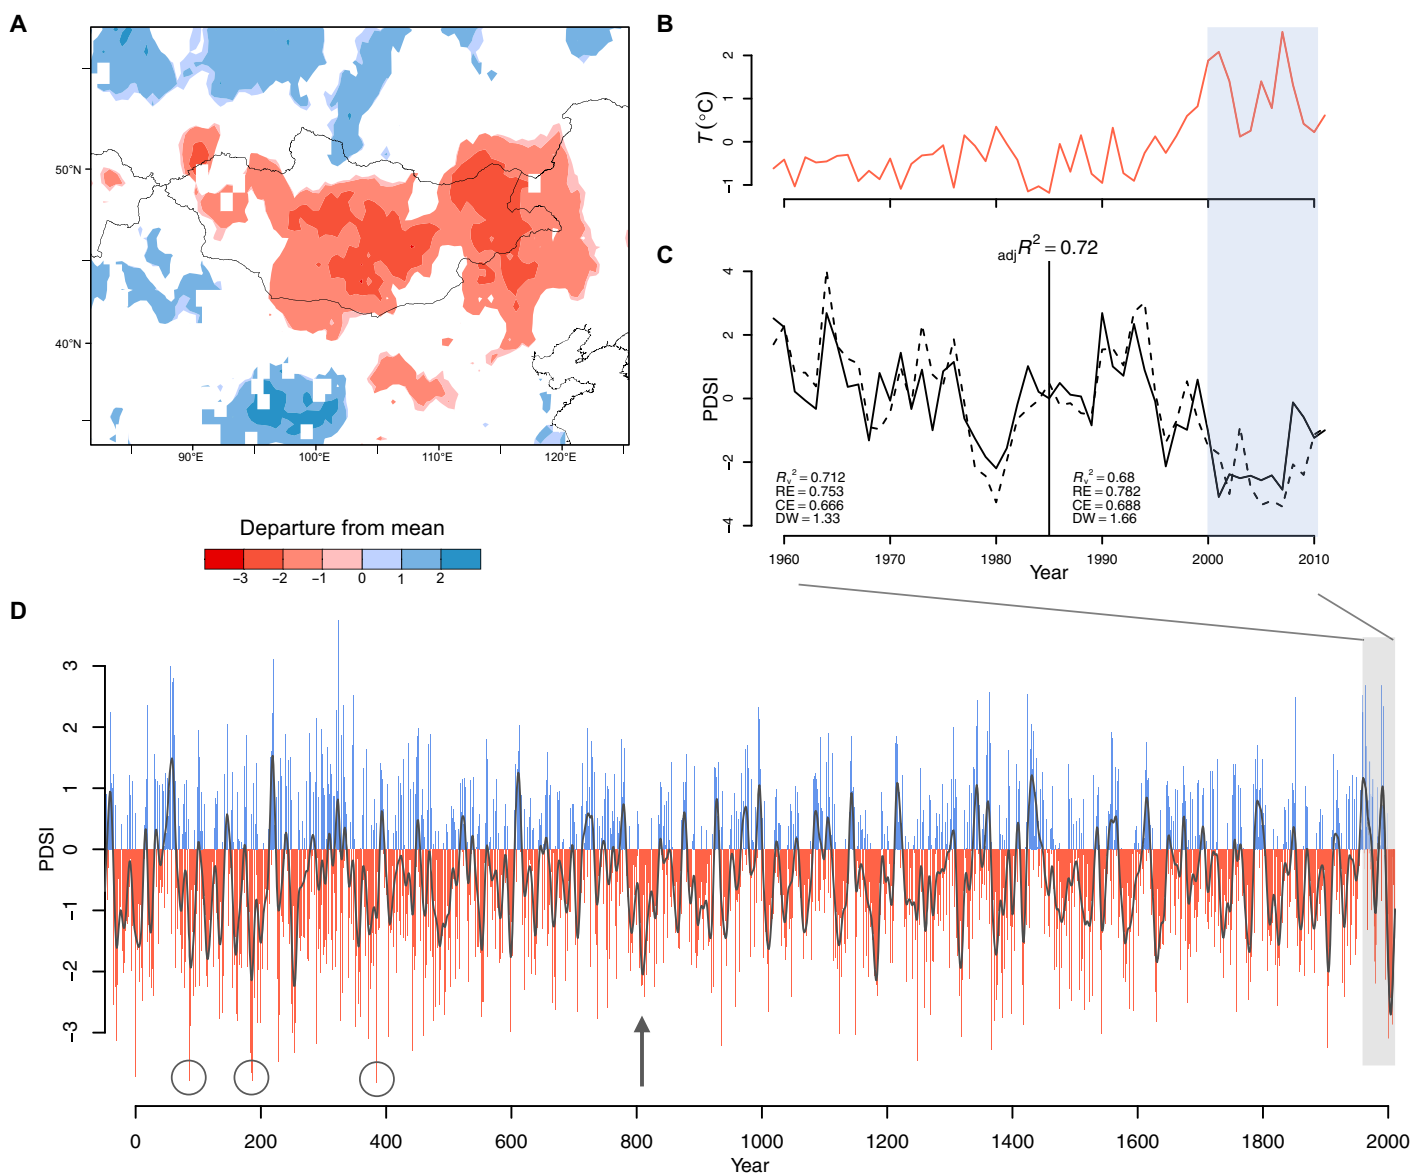 A
50°N
40°N
90°E
100°E
110°E
120°E
Departure from mean
−3
−2
−1
0
1
2
B
T (°C)
2
1
0
−1
C
adjR² = 0.72
PDSI
4
2
0
−2
−4
Rv² = 0.712
RE = 0.753
CE = 0.666
DW = 1.33
Rv² = 0.68
RE = 0.782
CE = 0.688
DW = 1.66
1960
1970
1980
1990
2000
2010
Year
D
PDSI
3
2
1
0
−1
−2
−3
0
200
400
600
800
1000
1200
1400
1600
1800
2000
Year